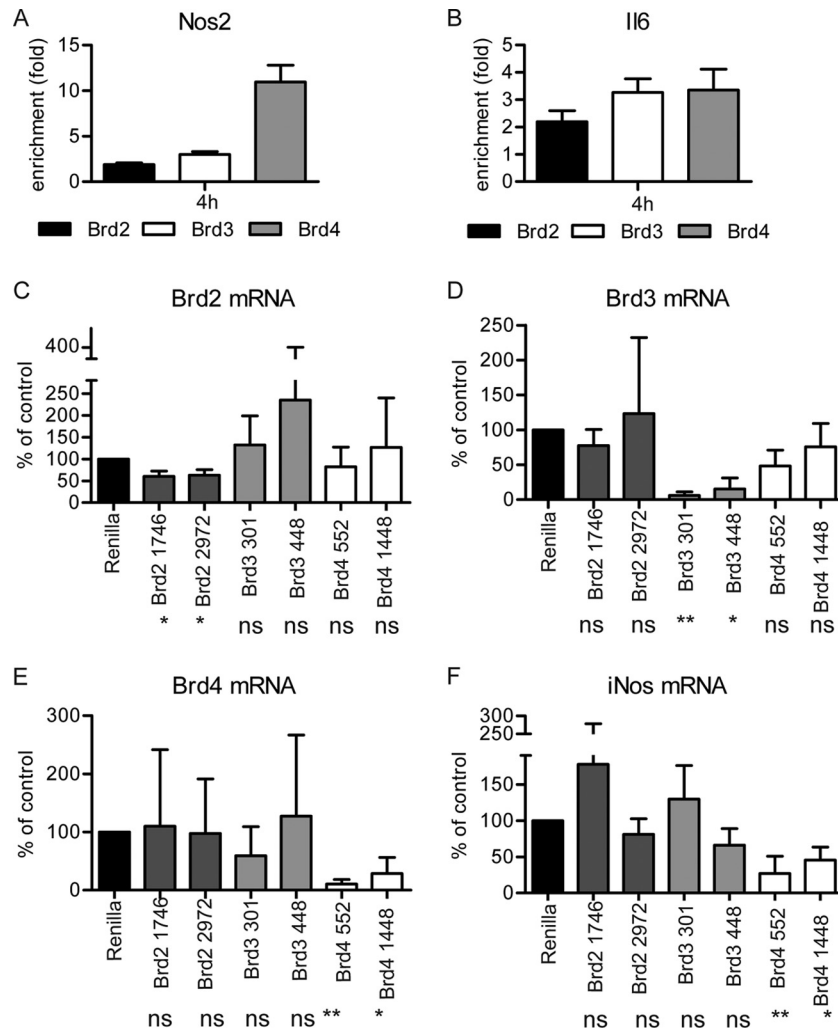 A
Nos2
enrichment (fold)
15
10
5
0
4h
Brd2 Brd3 Brd4
B
Il6
enrichment (fold)
5
4
3
2
1
0
4h
Brd2 Brd3 Brd4
C
Brd2 mRNA
% of control
400
250
200
150
100
50
0
Renilla
Brd2 1746
Brd2 2972
Brd3 301
Brd3 448
Brd4 552
Brd4 1448
* * ns ns ns ns
D
Brd3 mRNA
% of control
250
200
150
100
50
0
Renilla
Brd2 1746
Brd2 2972
Brd3 301
Brd3 448
Brd4 552
Brd4 1448
ns ns ** * ns ns
E
Brd4 mRNA
% of control
300
200
100
0
Renilla
Brd2 1746
Brd2 2972
Brd3 301
Brd3 448
Brd4 552
Brd4 1448
ns ns ns ns ** *
F
iNos mRNA
% of control
300
250
150
100
50
0
Renilla
Brd2 1746
Brd2 2972
Brd3 301
Brd3 448
Brd4 552
Brd4 1448
ns ns ns ns ** *